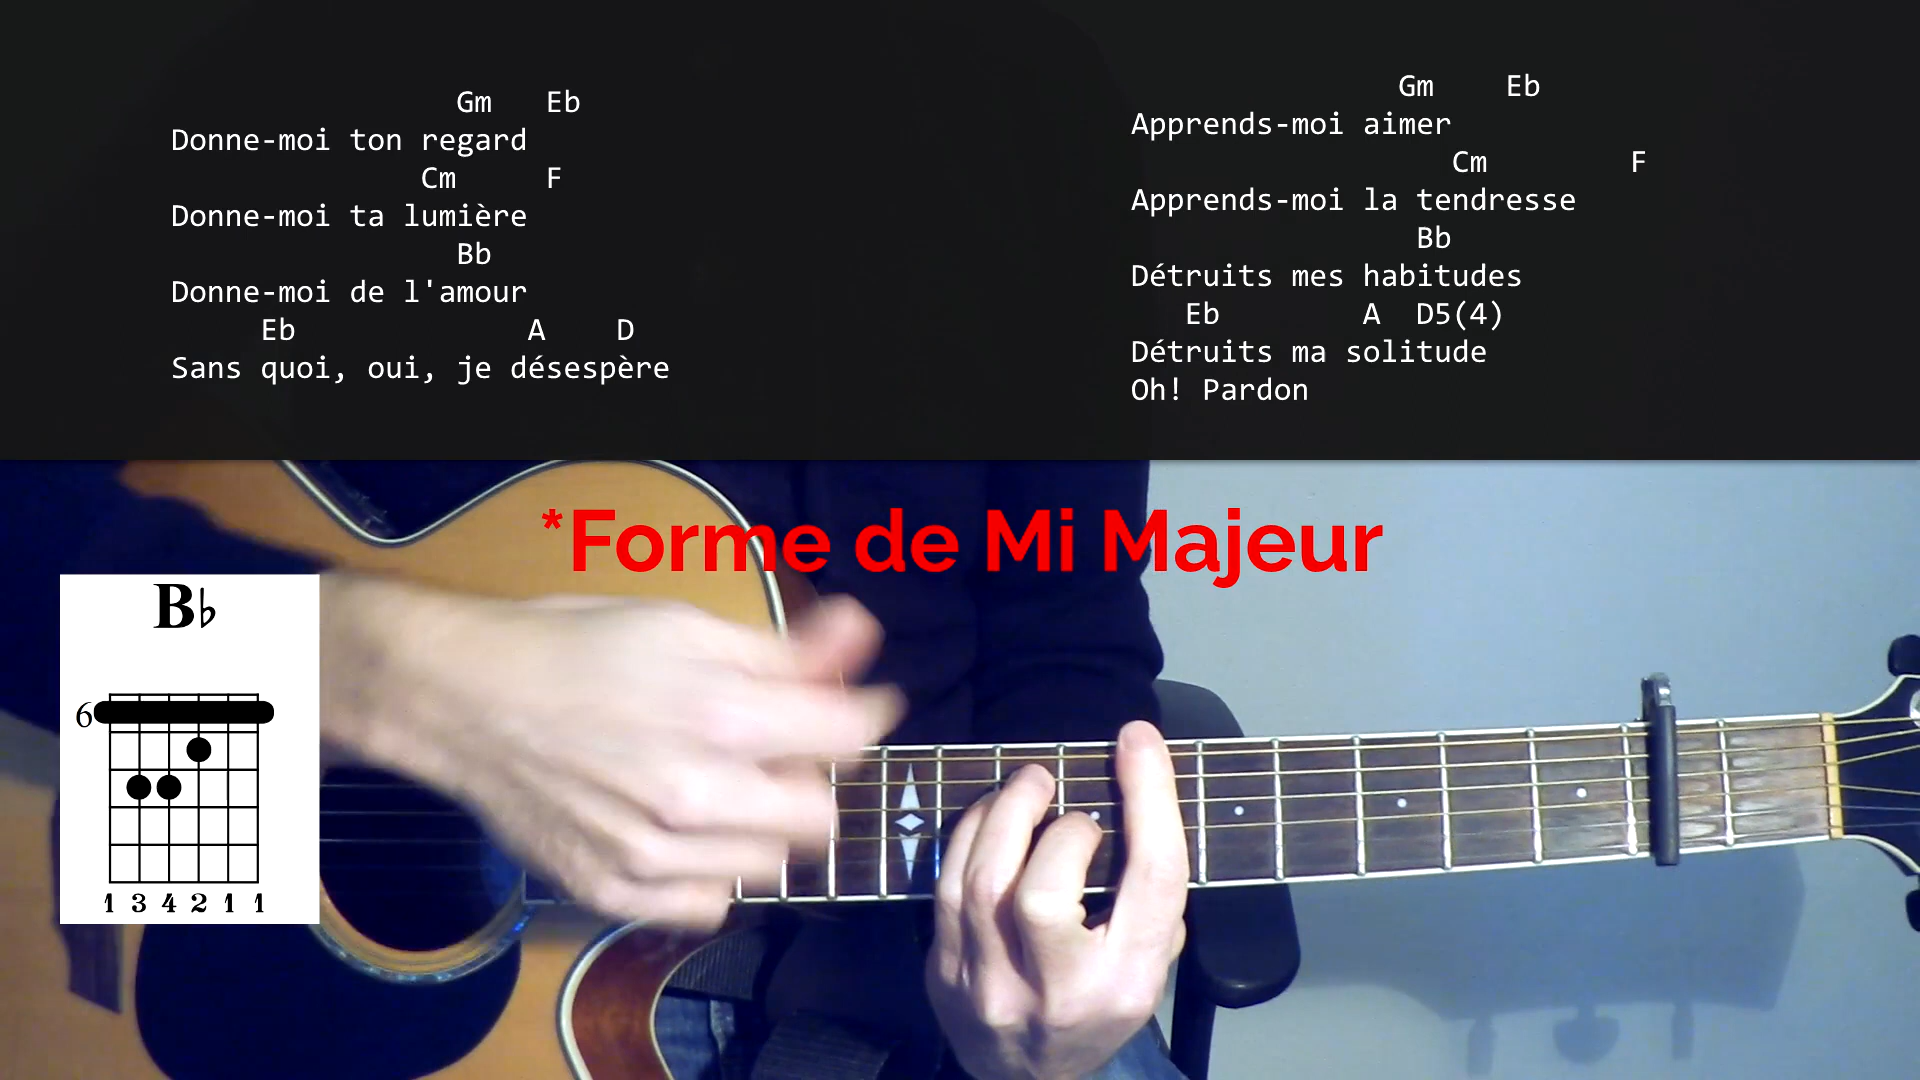 Gm Eb
Donne-moi ton regard
Cm F
Donne-moi ta lumière
Bb
Donne-moi de l'amour
Eb A D
Sans quoi, oui, je désespère
Gm Eb
Apprends-moi aimer
Cm F
Apprends-moi la tendresse
Bb
Détruits mes habitudes
Eb A D5(4)
Détruits ma solitude
Oh! Pardon
*Forme de Mi Majeur
B♭
6
1 3 4 2 1 1